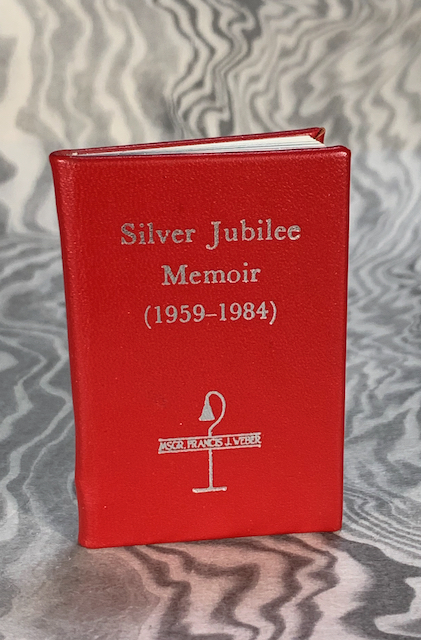 Silver Jubilee
Memoir
(1959–1984)
MSGR. FRANCIS J. WEBER